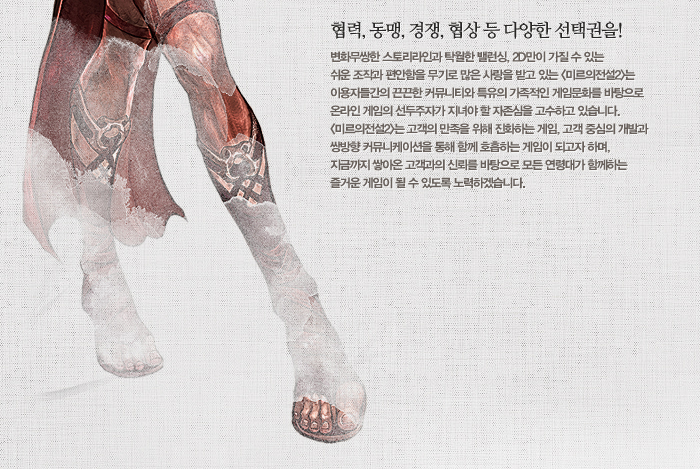 협력, 동맹, 경쟁, 협상 등 다양한 선택권을!
변화무쌍한 스토리라인과 탁월한 밸런싱, 2D만이 가질 수 있는
쉬운 조작과 편안함을 무기로 많은 사랑을 받고 있는 <미르의전설2>는
이용자들간의 끈끈한 커뮤니티와 특유의 가족적인 게임문화를 바탕으로
온라인 게임의 선두주자가 지녀야 할 자존심을 고수하고 있습니다.
<미르의전설2>는 고객의 만족을 위해 진화하는 게임, 고객 중심의 개발과
쌍방향 커뮤니케이션을 통해 함께 호흡하는 게임이 되고자 하며,
지금까지 쌓아온 고객과의 신뢰를 바탕으로 모든 연령대가 함께하는
즐거운 게임이 될 수 있도록 노력하겠습니다.